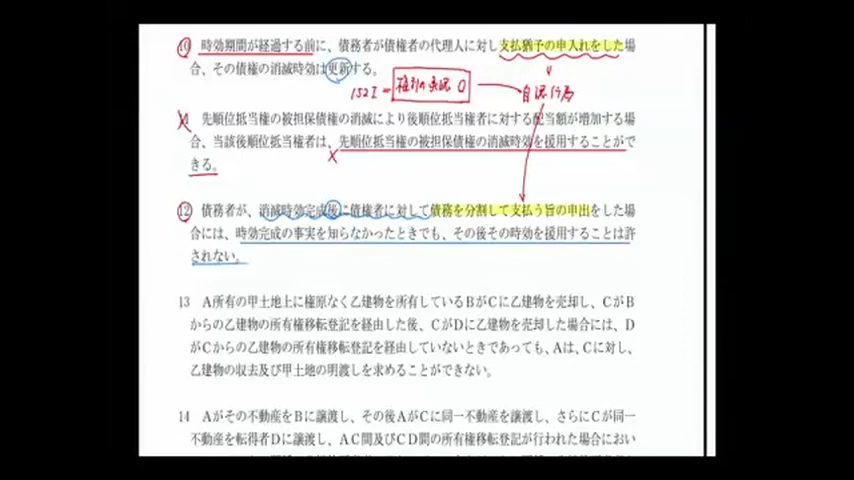 10 時効期間が経過する前に、債務者が債権者の代理人に対し支払猶予の申入れをした場
合、その債権の消滅時効は更新する。
152Ⅰ = 権利の承認 自認行為
11 先順位抵当権の被担保債権の消滅により後順位抵当権者に対する配当額が増加する場
合、当該後順位抵当権者は、先順位抵当権の被担保債権の消滅時効を援用することがで
きる。
12 債務者が、消滅時効完成後に債権者に対して債務を分割して支払う旨の申出をした場
合には、時効完成の事実を知らなかったときでも、その後その時効を援用することは許
されない。
13 A所有の甲土地上に権原なく乙建物を所有しているBがCに乙建物を売却し、CがB
からの乙建物の所有権移転登記を経由した後、CがDに乙建物を売却した場合には、D
がCからの乙建物の所有権移転登記を経由していないときであっても、Aは、Cに対し、
乙建物の収去及び甲土地の明渡しを求めることができない。
14 Aがその不動産をBに譲渡し、その後AがCに同一不動産を譲渡し、さらにCが同一
不動産を転得者Dに譲渡し、AC間及びCD間の所有権移転登記が行われた場合におい